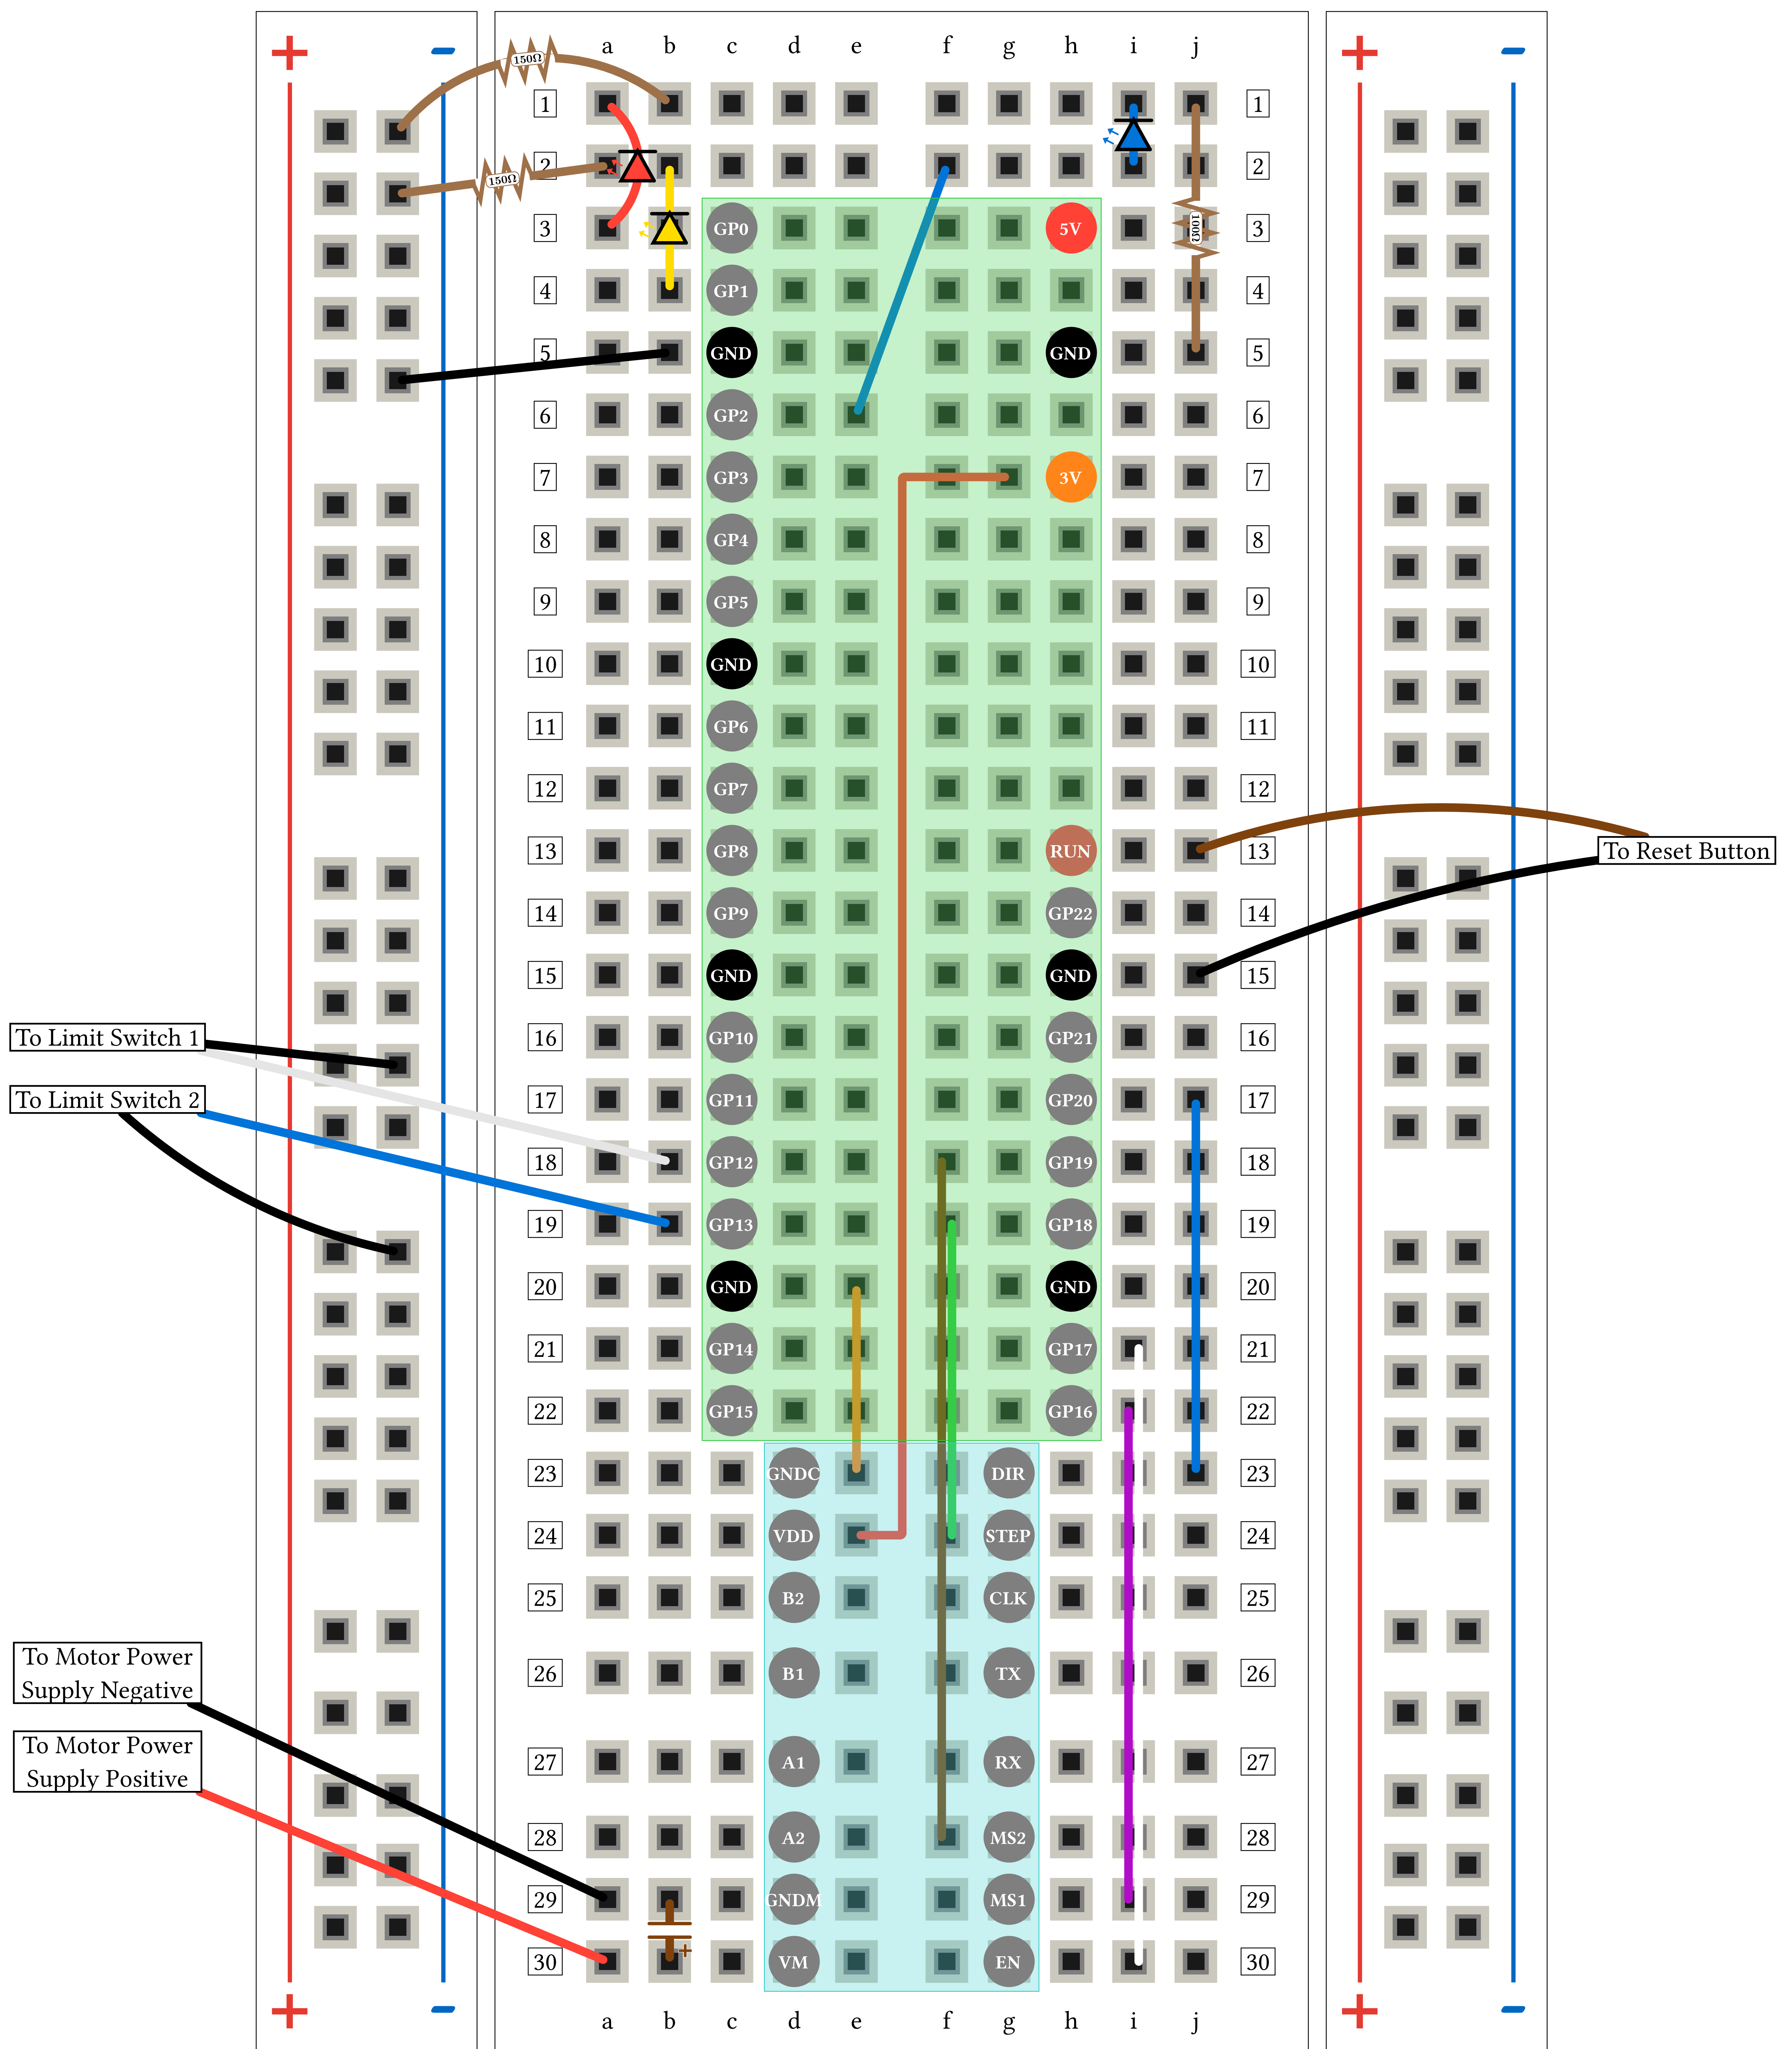 + - a b c d e f g h i j + -
150Ω
1 1
150Ω 2 2
3 GP0 5V 100Ω 3
4 GP1 4
5 GND GND 5
6 GP2 6
7 GP3 3V 7
8 GP4 8
9 GP5 9
10 GND 10
11 GP6 11
12 GP7 12
13 GP8 RUN 13 To Reset Button
14 GP9 GP22 14
15 GND GND 15
To Limit Switch 1 16 GP10 GP21 16
To Limit Switch 2 17 GP11 GP20 17
18 GP12 GP19 18
19 GP13 GP18 19
20 GND GND 20
21 GP14 GP17 21
22 GP15 GP16 22
23 GNDC DIR 23
24 VDD STEP 24
25 B2 CLK 25
To Motor Power
Supply Negative
26 B1 TX 26
To Motor Power
Supply Positive
27 A1 RX 27
28 A2 MS2 28
29 GNDM MS1 29
+
30 VM EN 30
+ - a b c d e f g h i j + -